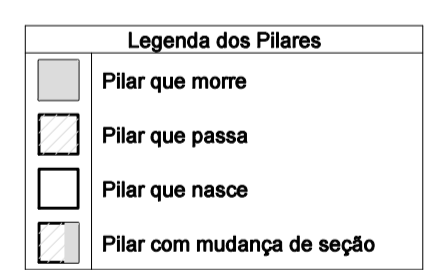 Legenda dos Pilares
Pilar que morre
Pilar que passa
Pilar que nasce
Pilar com mudança de seção